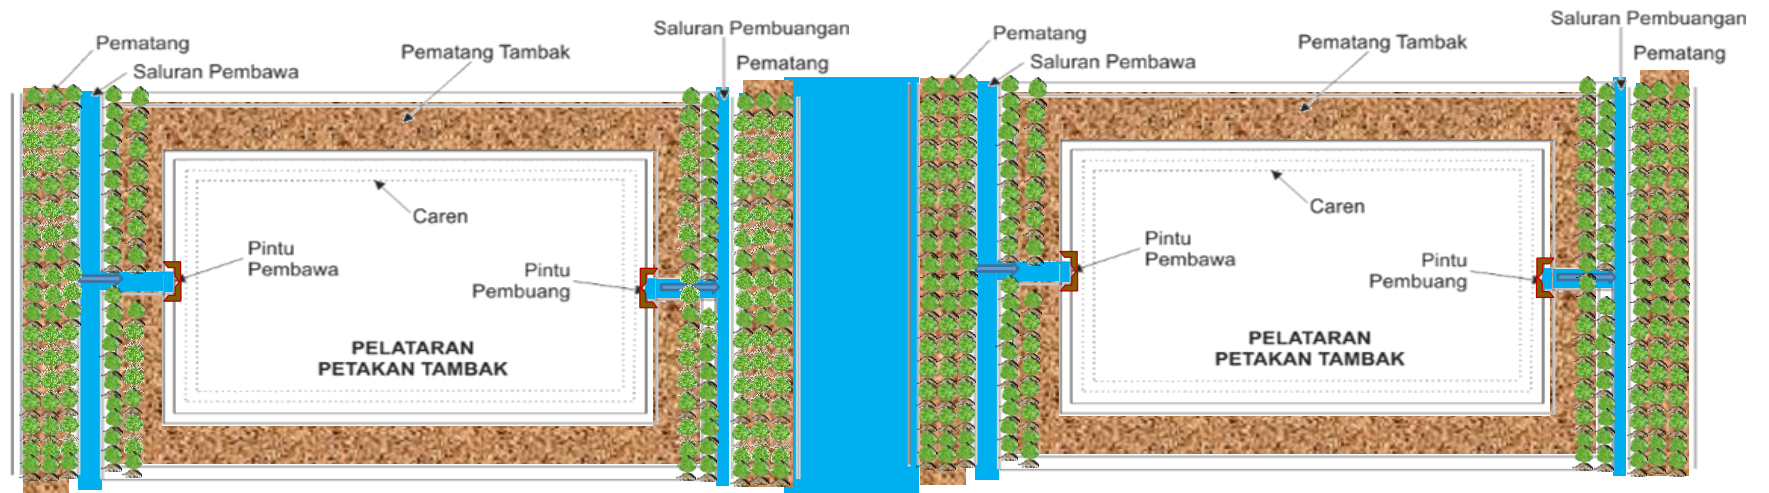 Pematang
Saluran Pembawa
Pematang Tambak
Saluran Pembuangan
Pematang
Caren
Pintu
Pembawa
Pintu
Pembuang
PELATARAN
PETAKAN TAMBAK
Pematang
Saluran Pembawa
Pematang Tambak
Saluran Pembuangan
Pematang
Caren
Pintu
Pembawa
Pintu
Pembuang
PELATARAN
PETAKAN TAMBAK